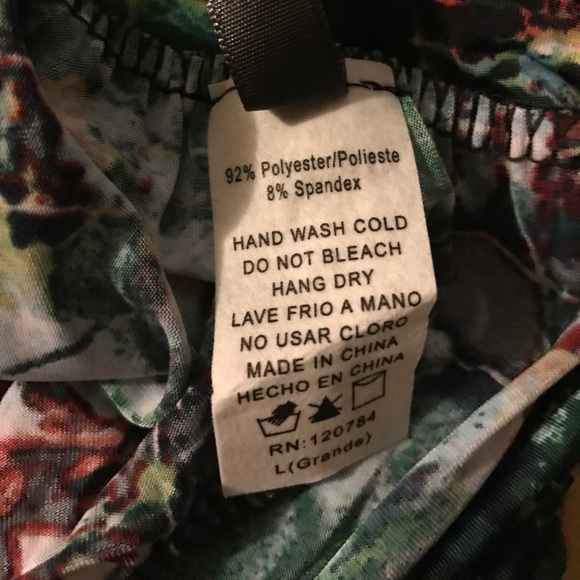 92% Polyester/Polieste
8% Spandex
HAND WASH COLD
DO NOT BLEACH
HANG DRY
LAVE FRIO A MANO
NO USAR CLORO
MADE IN CHINA
HECHO EN CHINA
RN:120784
L(Grande)